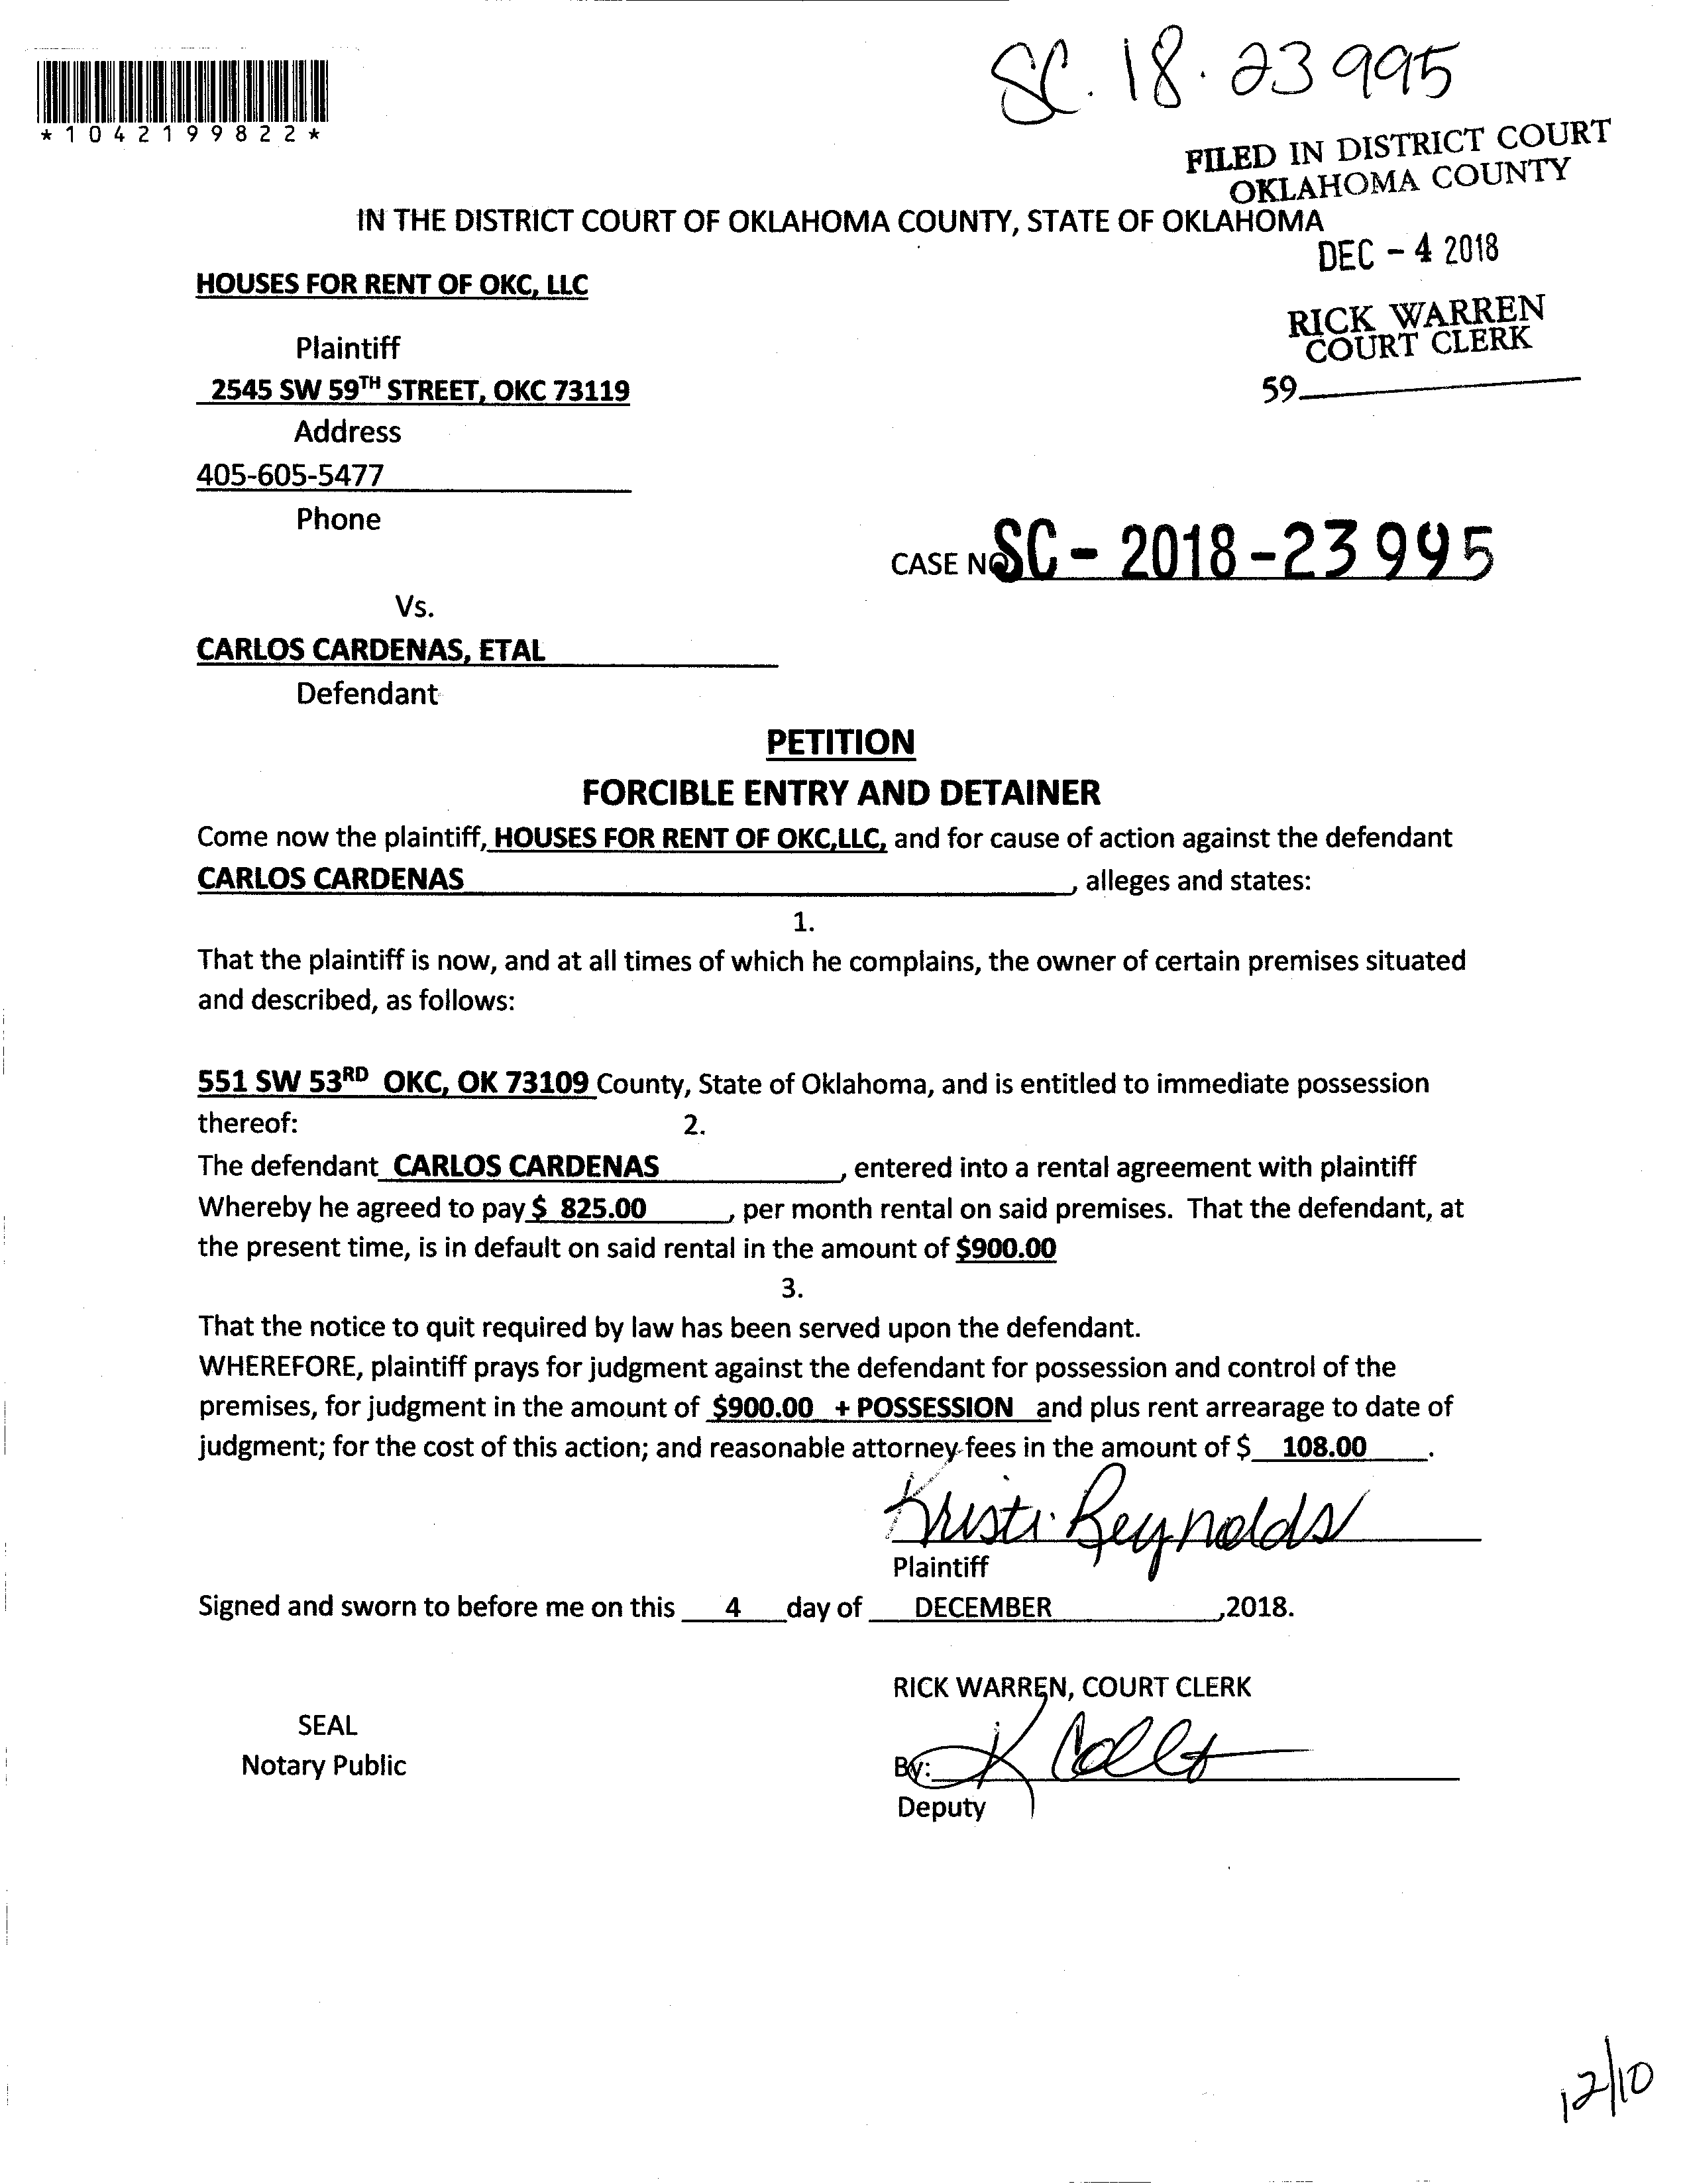 SC. 18. 23995
*1042199822*
FILED IN DISTRICT COURT
OKLAHOMA COUNTY
IN THE DISTRICT COURT OF OKLAHOMA COUNTY, STATE OF OKLAHOMA
DEC - 4 2018
HOUSES FOR RENT OF OKC, LLC
RICK WARREN
COURT CLERK
Plaintiff
2545 SW 59TH STREET, OKC 73119
59
Address
405-605-5477
Phone
CASE NO SC - 2018 - 23995
Vs.
CARLOS CARDENAS, ETAL
Defendant
PETITION
FORCIBLE ENTRY AND DETAINER
Come now the plaintiff, HOUSES FOR RENT OF OKC,LLC, and for cause of action against the defendant
CARLOS CARDENAS, alleges and states:
1.
That the plaintiff is now, and at all times of which he complains, the owner of certain premises situated
and described, as follows:
551 SW 53RD OKC, OK 73109 County, State of Oklahoma, and is entitled to immediate possession
thereof: 2.
The defendant CARLOS CARDENAS, entered into a rental agreement with plaintiff
Whereby he agreed to pay $ 825.00, per month rental on said premises. That the defendant, at
the present time, is in default on said rental in the amount of $900.00
3.
That the notice to quit required by law has been served upon the defendant.
WHEREFORE, plaintiff prays for judgment against the defendant for possession and control of the
premises, for judgment in the amount of $900.00 + POSSESSION and plus rent arrearage to date of
judgment; for the cost of this action; and reasonable attorney fees in the amount of $ 108.00.
Kristi Reynolds
Plaintiff
Signed and sworn to before me on this 4 day of DECEMBER ,2018.
RICK WARREN, COURT CLERK
SEAL
Notary Public
By: K
Deputy
12/10